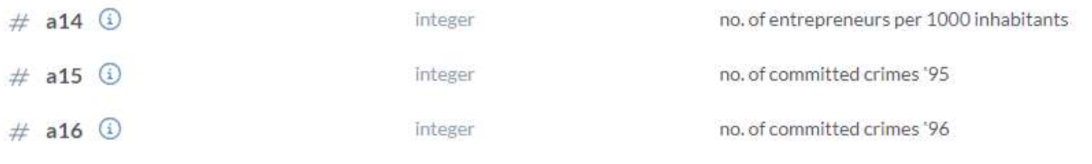 # a14 integer no. of entrepreneurs per 1000 inhabitants
# a15 integer no. of committed crimes '95
# a16 integer no. of committed crimes '96